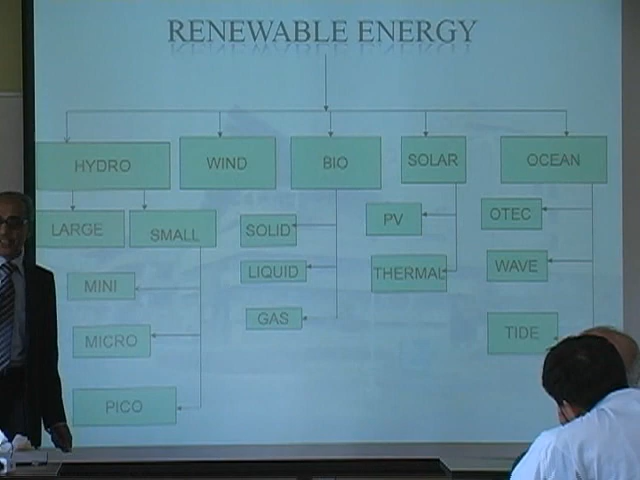 RENEWABLE ENERGY
HYDRO
WIND
BIO
SOLAR
OCEAN
LARGE
SMALL
SOLID
PV
OTEC
MINI
LIQUID
THERMAL
WAVE
MICRO
GAS
TIDE
PICO